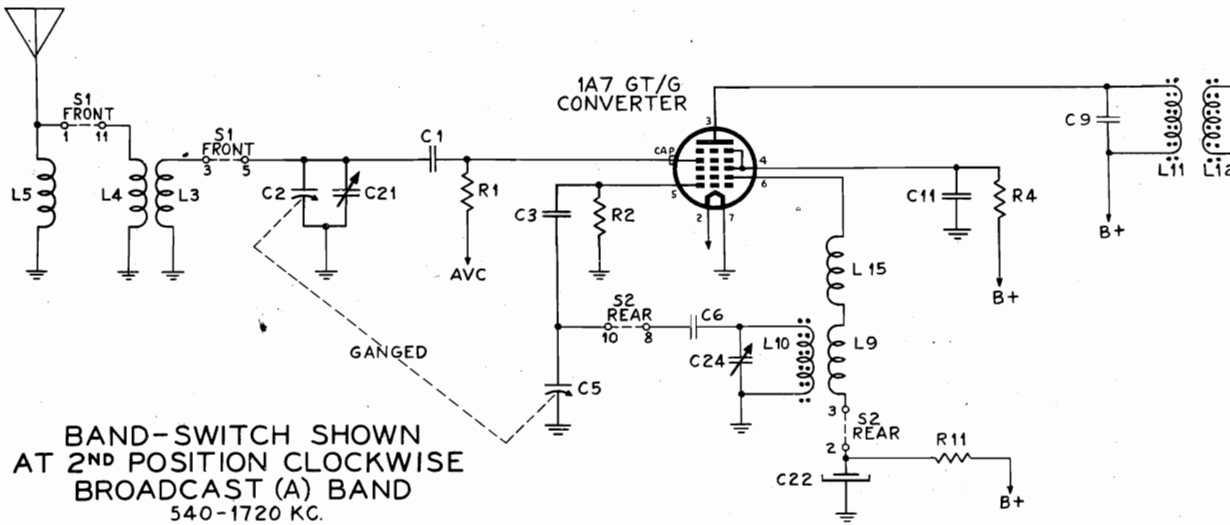 1A7 GT/G
CONVERTER
S1
FRONT
1 11
S1
FRONT
3 5
L5
L4
L3
C2
C21
C1
R1
AVC
CAP
3
4
6
5
2
7
C3
R2
C9
L11
L12
B+
C11
R4
B+
L15
S2
REAR
10 8
C6
C24
L10
L9
GANGED
C5
3
S2
REAR
2
R11
C22
B+
BAND-SWITCH SHOWN
AT 2ND POSITION CLOCKWISE
BROADCAST (A) BAND
540-1720 KC.